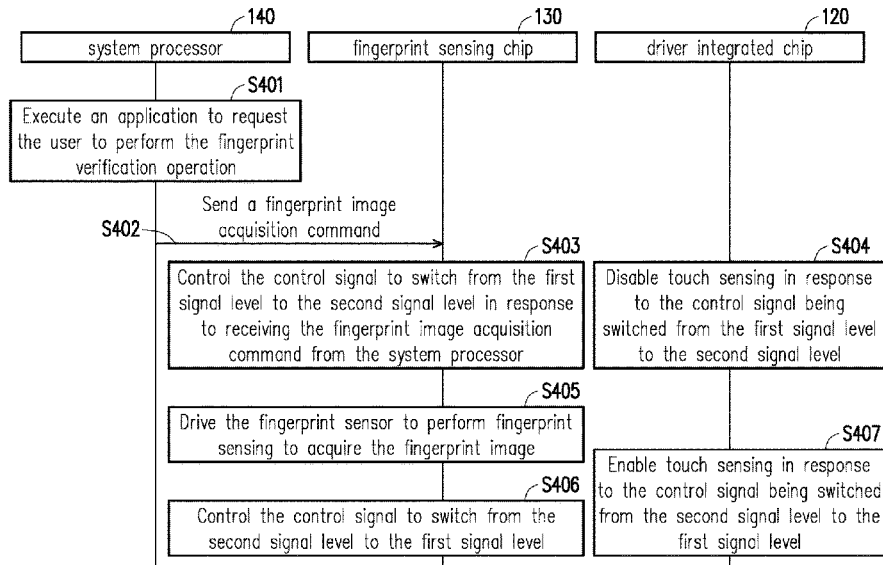 140
130
120
system processor
fingerprint sensing chip
driver integrated chip
S401
Execute an application to request
the user to perform the fingerprint
verification operation
Send a fingerprint image
acquisition command
S402
S403
Control the control signal to switch from the first
signal level to the second signal level in response
to receiving the fingerprint image acquisition
command from the system processor
S404
Disable touch sensing in response
to the control signal being
switched from the first signal level
to the second signal level
S405
Drive the fingerprint sensor to perform fingerprint
sensing to acquire the fingerprint image
S407
Enable touch sensing in response
to the control signal being switched
from the second signal level to the
first signal level
S406
Control the control signal to switch from the
second signal level to the first signal level